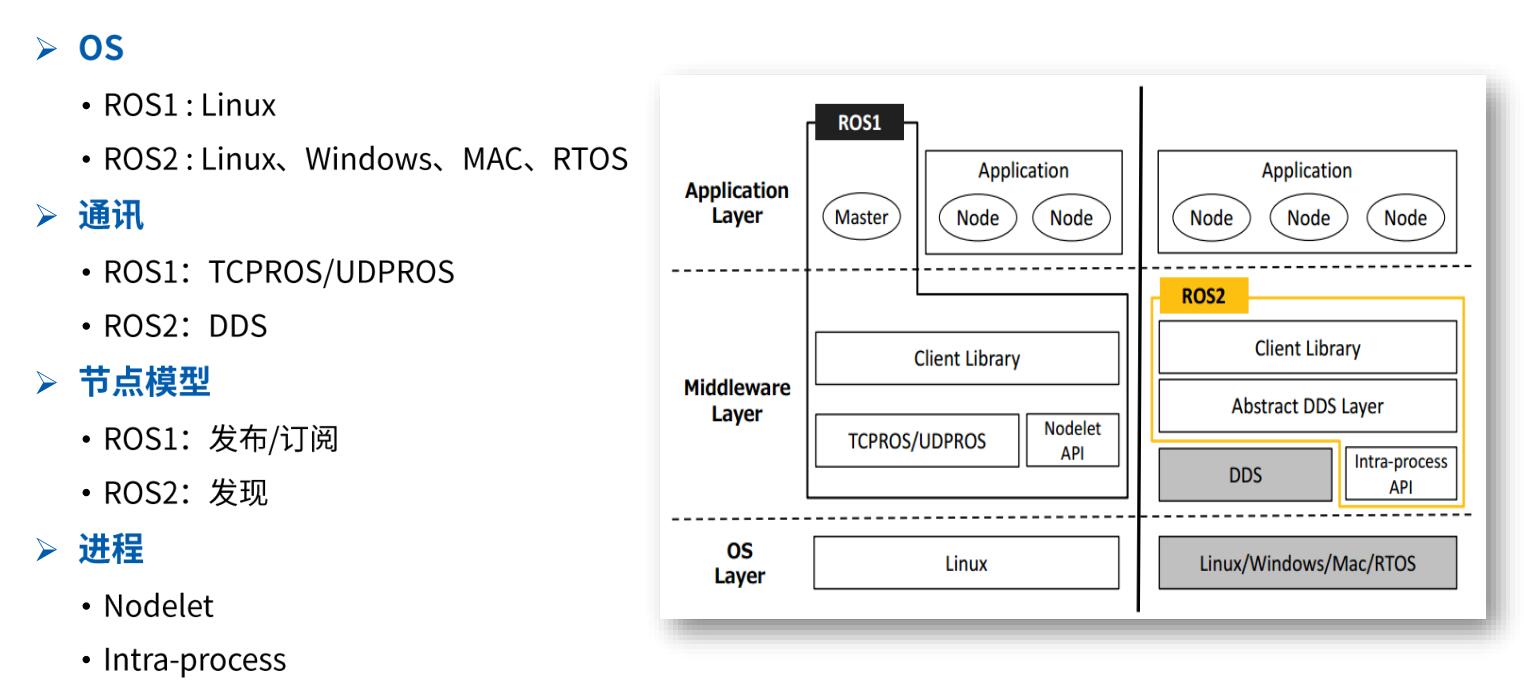 OS
• ROS1 : Linux
• ROS2 : Linux、Windows、MAC、RTOS
通讯
• ROS1：TCPROS/UDPROS
• ROS2：DDS
节点模型
• ROS1：发布/订阅
• ROS2：发现
进程
• Nodelet
• Intra-process
ROS1
Application
Layer
Master
Application
Node
Node
Application
Node
Node
Node
ROS2
Middleware
Layer
Client Library
TCPROS/UDPROS
Nodelet
API
Client Library
Abstract DDS Layer
DDS
Intra-process
API
OS
Layer
Linux
Linux/Windows/Mac/RTOS